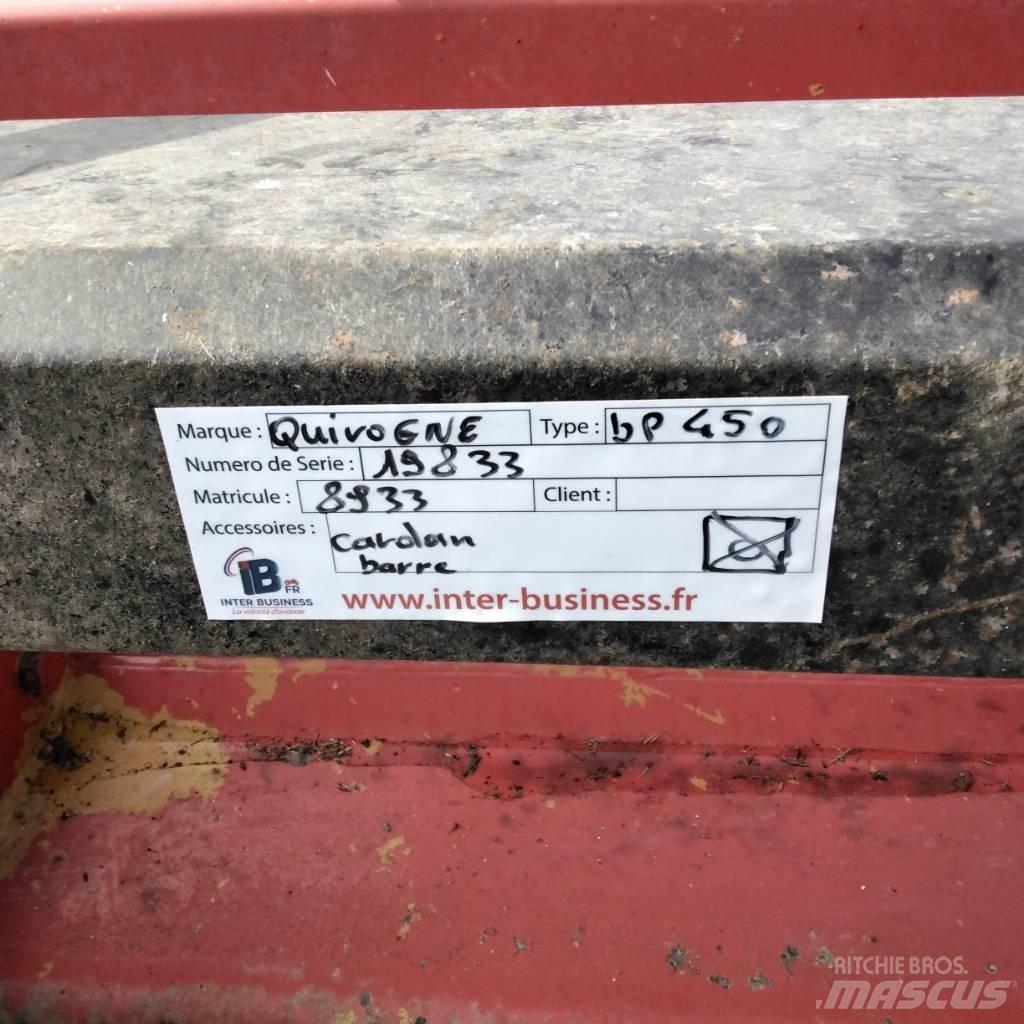 Marque : QuivoGNE Type : bP 450
Numero de Serie : 19833
Matricule : 8933 Client :
Accessoires : Cardan
barre
iB FR
INTER BUSINESS
La volonté d'avancer
www.inter-business.fr
RITCHIE BROS.
MASCUS